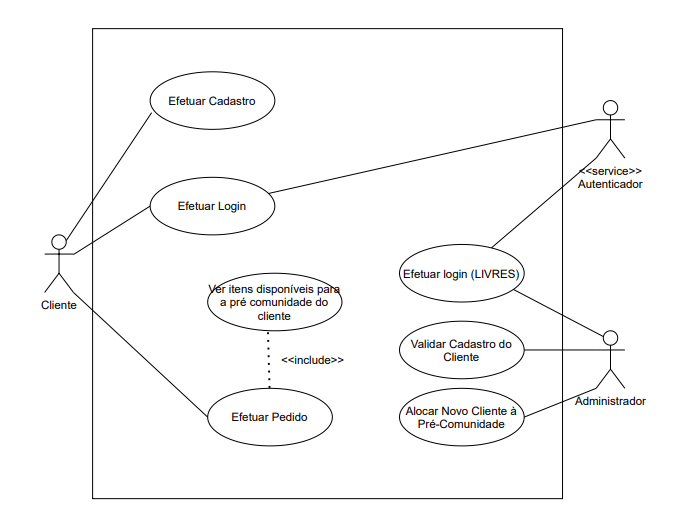 Efetuar Cadastro
<<service>>
Autenticador
Efetuar Login
Efetuar login (LIVRES)
Cliente
Ver itens disponíveis para
a pré comunidade do
cliente
Validar Cadastro do
Cliente
<<include>>
Administrador
Efetuar Pedido
Alocar Novo Cliente à
Pré-Comunidade